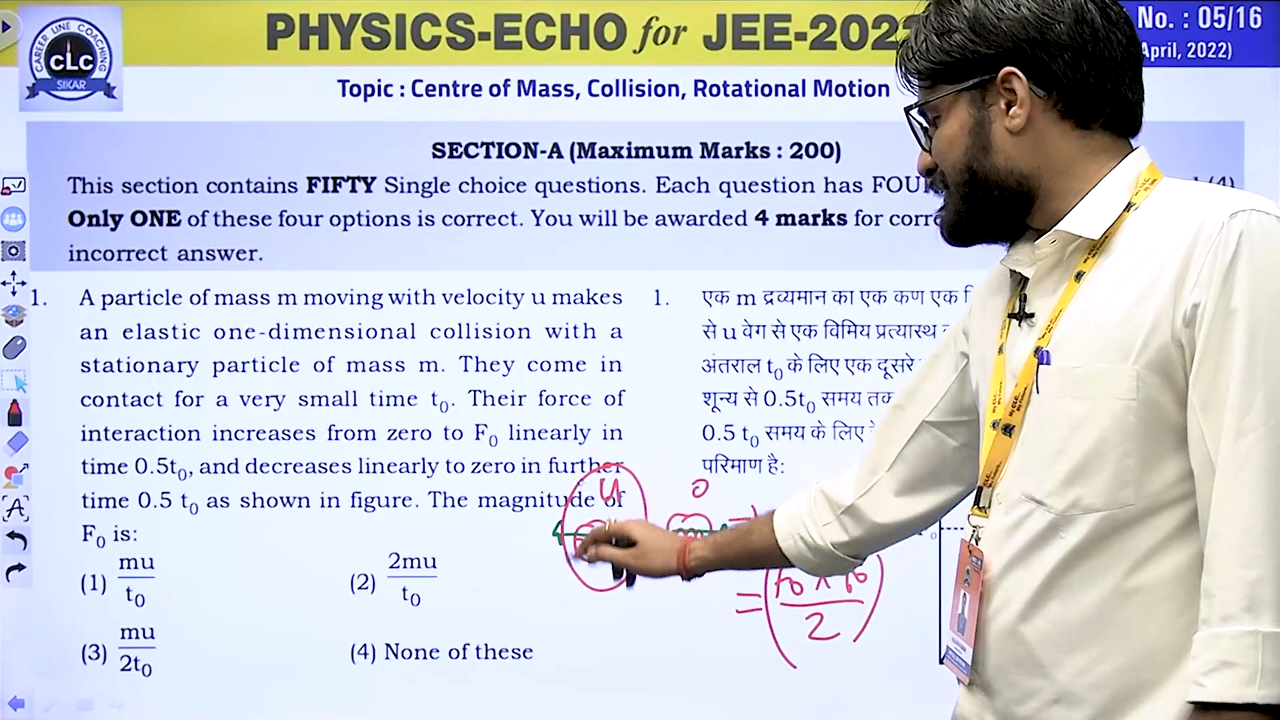 CAREER LINE COACHING
CLC
SIKAR
PHYSICS-ECHO for JEE-2022
No. : 05/16
April, 2022)
Topic : Centre of Mass, Collision, Rotational Motion
SECTION-A (Maximum Marks : 200)
This section contains FIFTY Single choice questions. Each question has FOU
Only ONE of these four options is correct. You will be awarded 4 marks for corre
incorrect answer.
1. A particle of mass m moving with velocity u makes
an elastic one-dimensional collision with a
stationary particle of mass m. They come in
contact for a very small time t₀. Their force of
interaction increases from zero to F₀ linearly in
time 0.5t₀, and decreases linearly to zero in further
time 0.5 t₀ as shown in figure. The magnitude of
F₀ is:
(1) mu/t₀
(2) 2mu/t₀
(3) mu/2t₀
(4) None of these
1. एक m द्रव्यमान का एक कण एक
से u वेग से एक विमिय प्रत्यास्थ
अंतराल t₀ के लिए एक दूसरे
शून्य से 0.5t₀ समय तक
0.5 t₀ समय के लिए
परिमाण है:
u
0
=
2